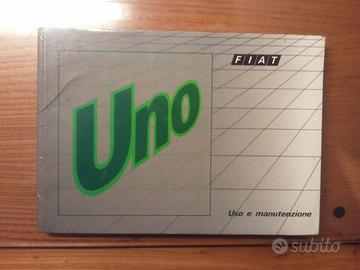 FIAT
Uno
Uso e manutenzione
subito